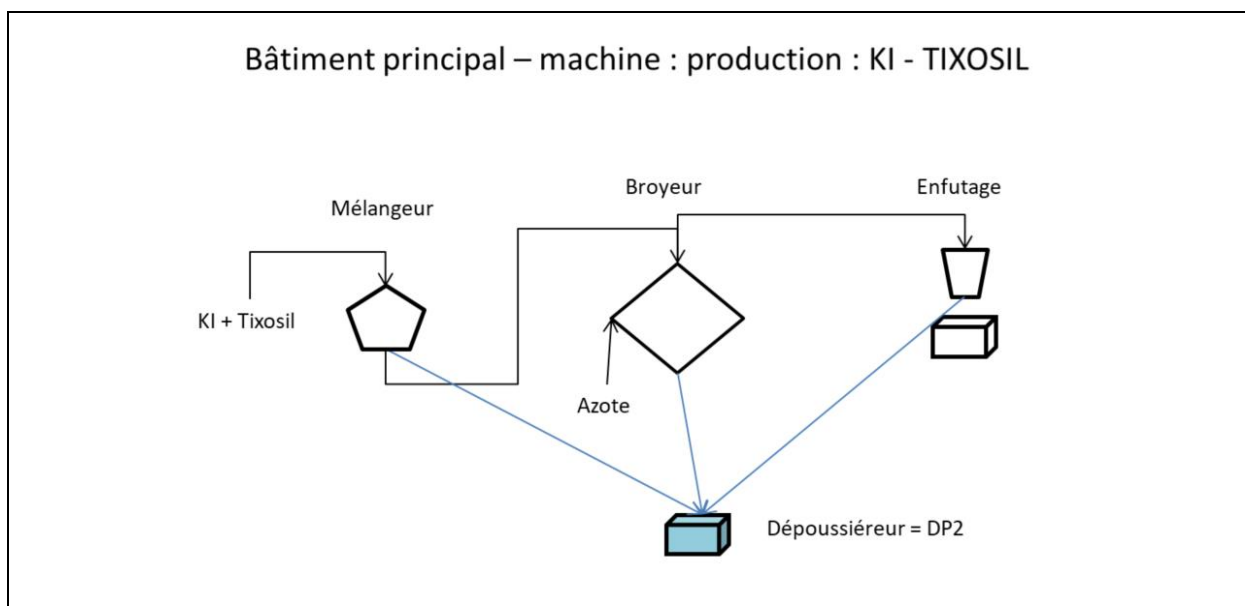 Bâtiment principal – machine : production : KI - TIXOSIL
Broyeur
Enfutage
Mélangeur
KI + Tixosil
Azote
Dépoussiéreur = DP2